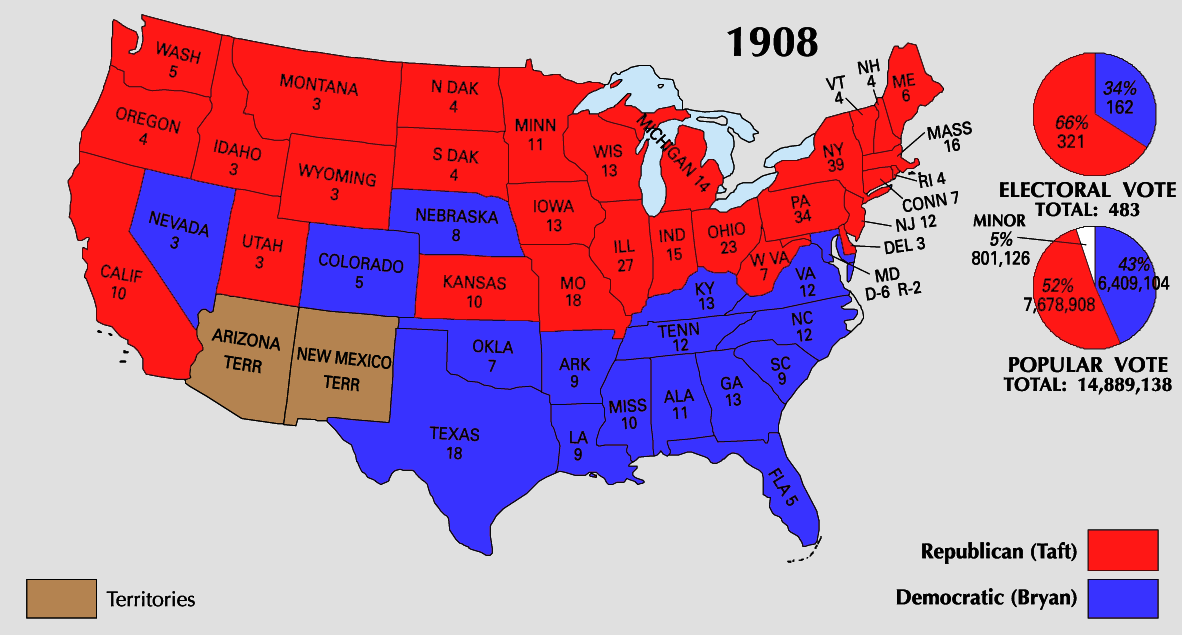 1908
WASH
5
OREGON
4
CALIF
10
NEVADA
3
IDAHO
3
MONTANA
3
WYOMING
3
UTAH
3
COLORADO
5
ARIZONA
TERR
NEW MEXICO
TERR
N DAK
4
S DAK
4
NEBRASKA
8
KANSAS
10
OKLA
7
TEXAS
18
MINN
11
IOWA
13
MO
18
ARK
9
LA
9
WIS
13
ILL
27
MICHIGAN 14
IND
15
OHIO
23
KY
13
TENN
12
MISS
10
ALA
11
GA
13
FLA 5
SC
9
NC
12
VA
12
W VA
7
PA
34
NY
39
VT
4
NH
4
ME
6
MASS
16
RI 4
CONN 7
NJ 12
DEL 3
MD
D-6 R-2
34%
162
66%
321
ELECTORAL VOTE
TOTAL: 483
MINOR
5%
801,126
43%
6,409,104
52%
7,678,908
POPULAR VOTE
TOTAL: 14,889,138
Republican (Taft)
Democratic (Bryan)
Territories